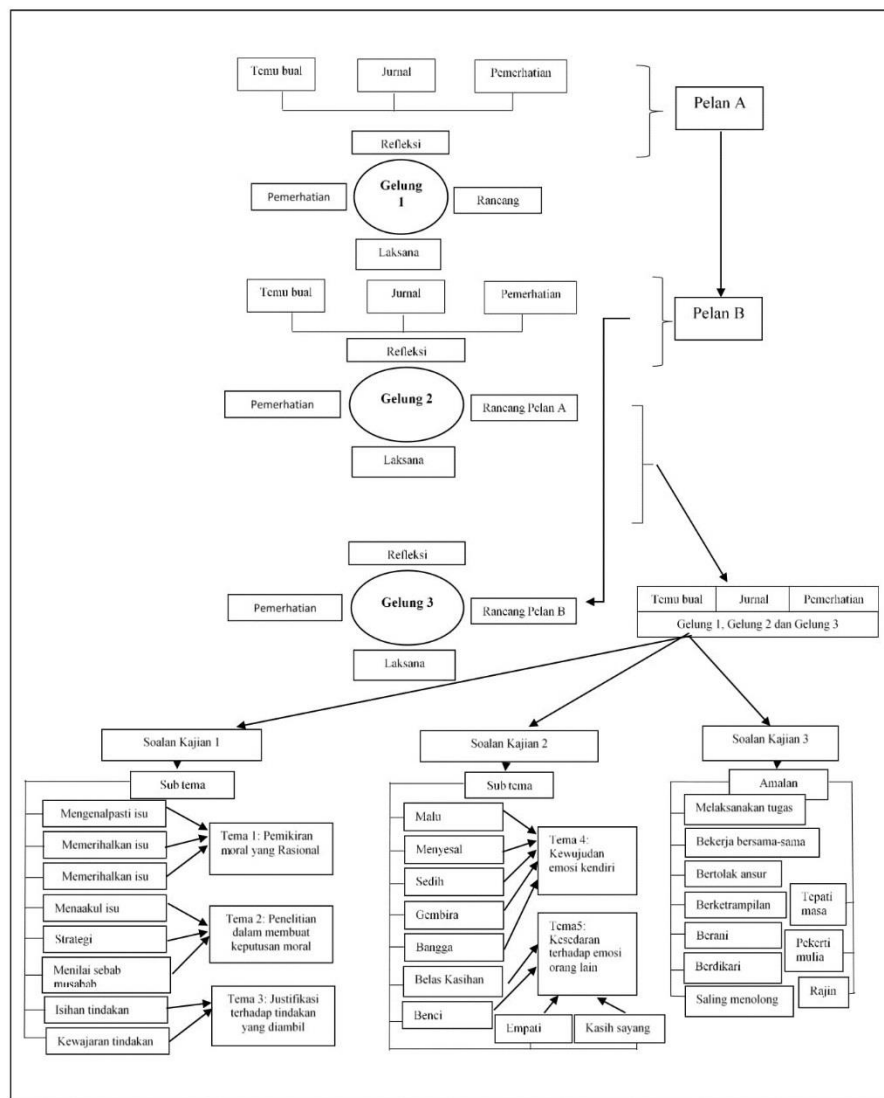 Temu bual
Jurnal
Pemerhatian
Pelan A
Refleksi
Gelung
1
Pemerhatian
Rancang
Laksana
Temu bual
Jurnal
Pemerhatian
Pelan B
Refleksi
Gelung 2
Pemerhatian
Rancang Pelan A
Laksana
Refleksi
Gelung 3
Pemerhatian
Rancang Pelan B
Laksana
Temu bual
Jurnal
Pemerhatian
Gelung 1, Gelung 2 dan Gelung 3
Soalan Kajian 1
Sub tema
Mengenalpasti isu
Memerihalkan isu
Memerihalkan isu
Menaakul isu
Strategi
Menilai sebab
musabab
Isihan tindakan
Kewajaran tindakan
Tema 1: Pemikiran
moral yang Rasional
Tema 2: Penelitian
dalam membuat
keputusan moral
Tema 3: Justifikasi
terhadap tindakan
yang diambil
Soalan Kajian 2
Sub tema
Malu
Menyesal
Sedih
Gembira
Bangga
Belas Kasihan
Benci
Tema 4:
Kewujudan
emosi kendiri
Tema5:
Kesedaran
terhadap emosi
orang lain
Empati
Kasih sayang
Soalan Kajian 3
Amalan
Melaksanakan tugas
Bekerja bersama-sama
Bertolak ansur
Berketrampilan
Berani
Berdikari
Saling menolong
Tepati
masa
Pekerti
mulia
Rajin